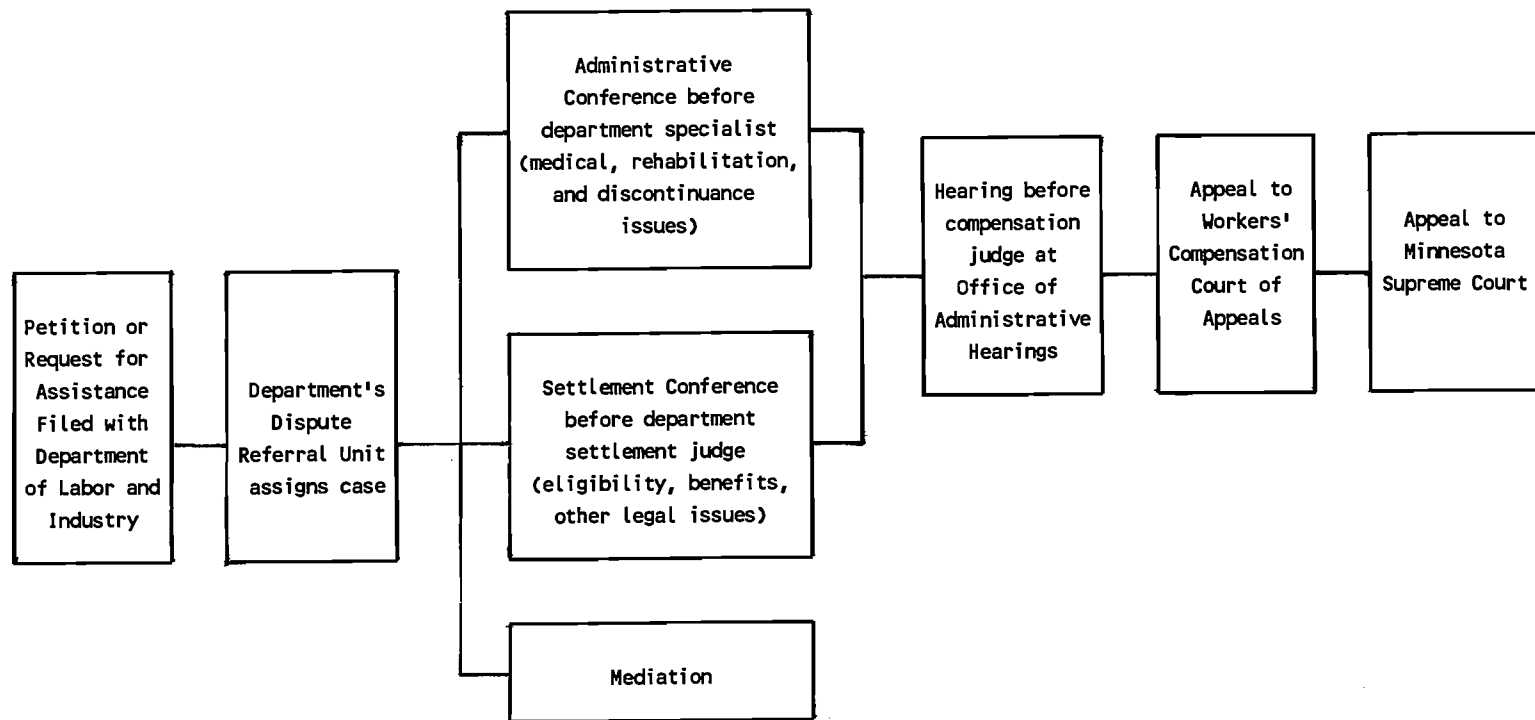 Petition or
Request for
Assistance
Filed with
Department
of Labor and
Industry
Department's
Dispute
Referral Unit
assigns case
Administrative
Conference before
department specialist
(medical, rehabilitation,
and discontinuance
issues)
Settlement Conference
before department
settlement judge
(eligibility, benefits,
other legal issues)
Mediation
Hearing before
compensation
judge at
Office of
Administrative
Hearings
Appeal to
Workers'
Compensation
Court of
Appeals
Appeal to
Minnesota
Supreme Court